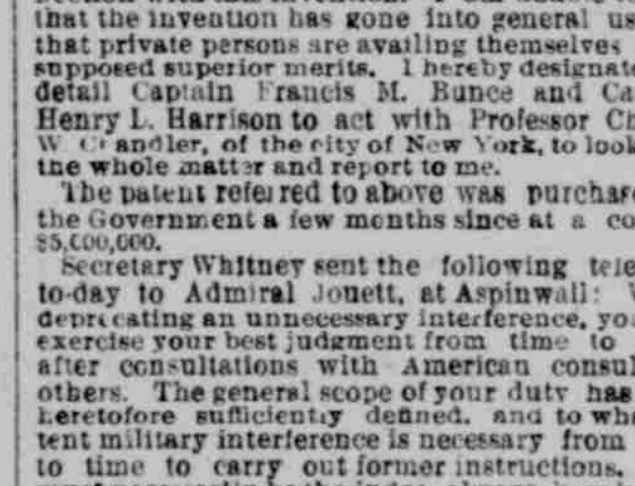 that the invention has gone into general us
that private persons are availing themselves
supposed superior merits. I hereby designate
detail Captain Francis M. Bunce and Ca
Henry L. Harrison to act with Professor Ch
W. Chandler, of the city of New York, to look
the whole matter and report to me.
The patent referred to above was purchas
the Government a few months since at a co
$5,000,000.
Secretary Whitney sent the following tele
to-day to Admiral Jouett, at Aspinwall:
deprecating an unnecessary interference, yo
exercise your best judgment from time to
after consultations with American consul
others. The general scope of your duty has
heretofore sufficiently defined, and to wha
tent military interference is necessary from
to time to carry out former instructions.